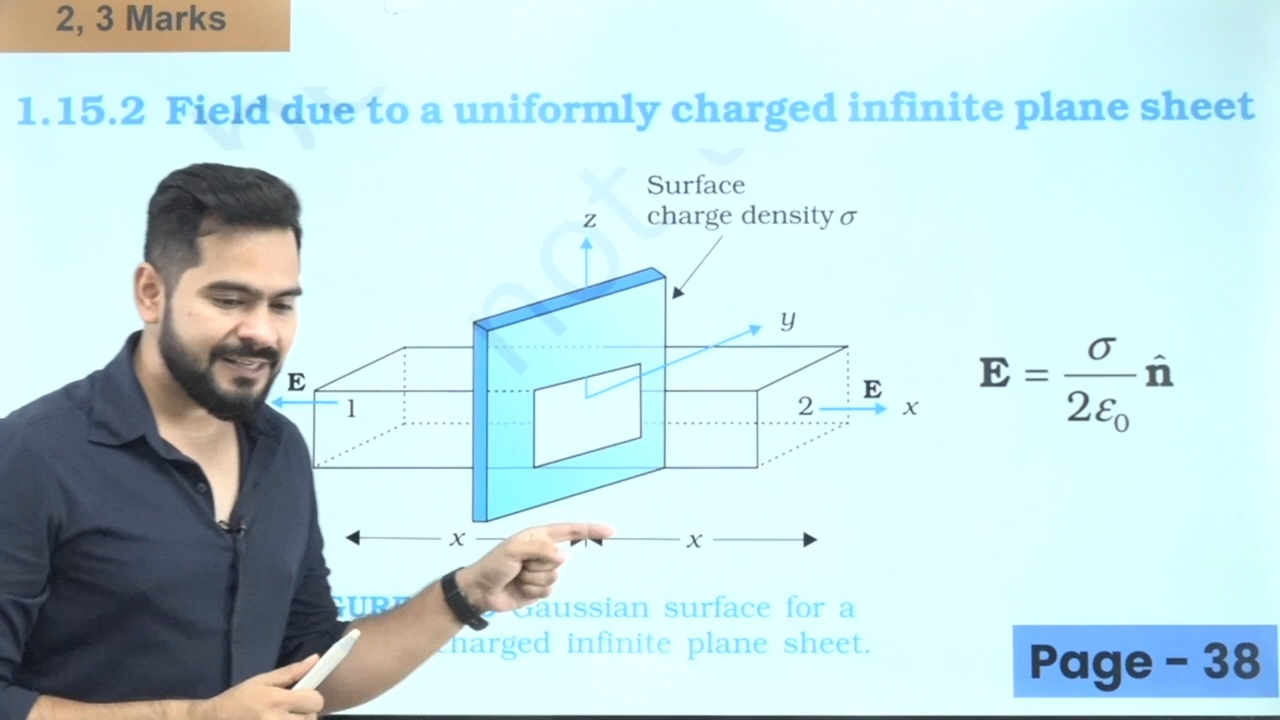 2, 3 Marks
1.15.2 Field due to a uniformly charged infinite plane sheet
not
Surface
charge density σ
z
y
E
1
2
E
x
E = σ / 2ε₀ n̂
x
x
Gaussian surface for a
charged infinite plane sheet.
Page - 38